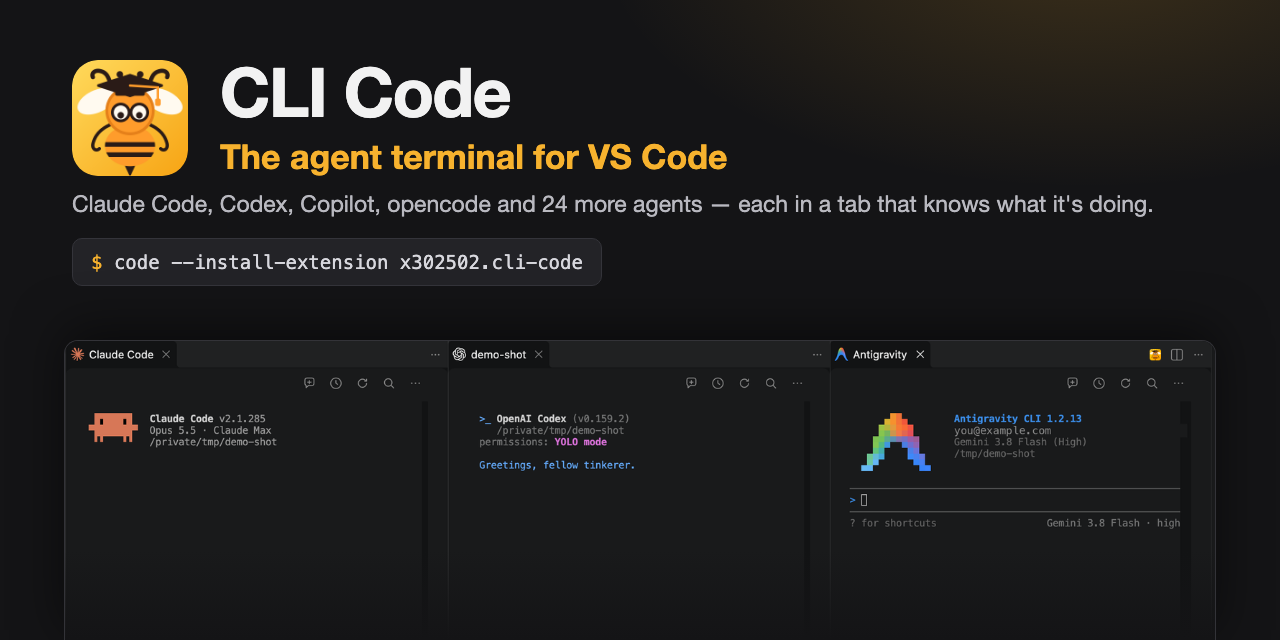 CLI Code
The agent terminal for VS Code
Claude Code, Codex, Copilot, opencode and 24 more agents — each in a tab that knows what it's doing.
$ code --install-extension x302502.cli-code
Claude Code
demo-shot
Antigravity
Claude Code v2.1.285
Opus 5.5 · Claude Max
/private/tmp/demo-shot
>_ OpenAI Codex (v0.159.2)
/private/tmp/demo-shot
permissions: YOLO mode
Greetings, fellow tinkerer.
Antigravity CLI 1.2.13
you@example.com
Gemini 3.8 Flash (High)
/tmp/demo-shot
>
? for shortcuts
Gemini 3.8 Flash · high